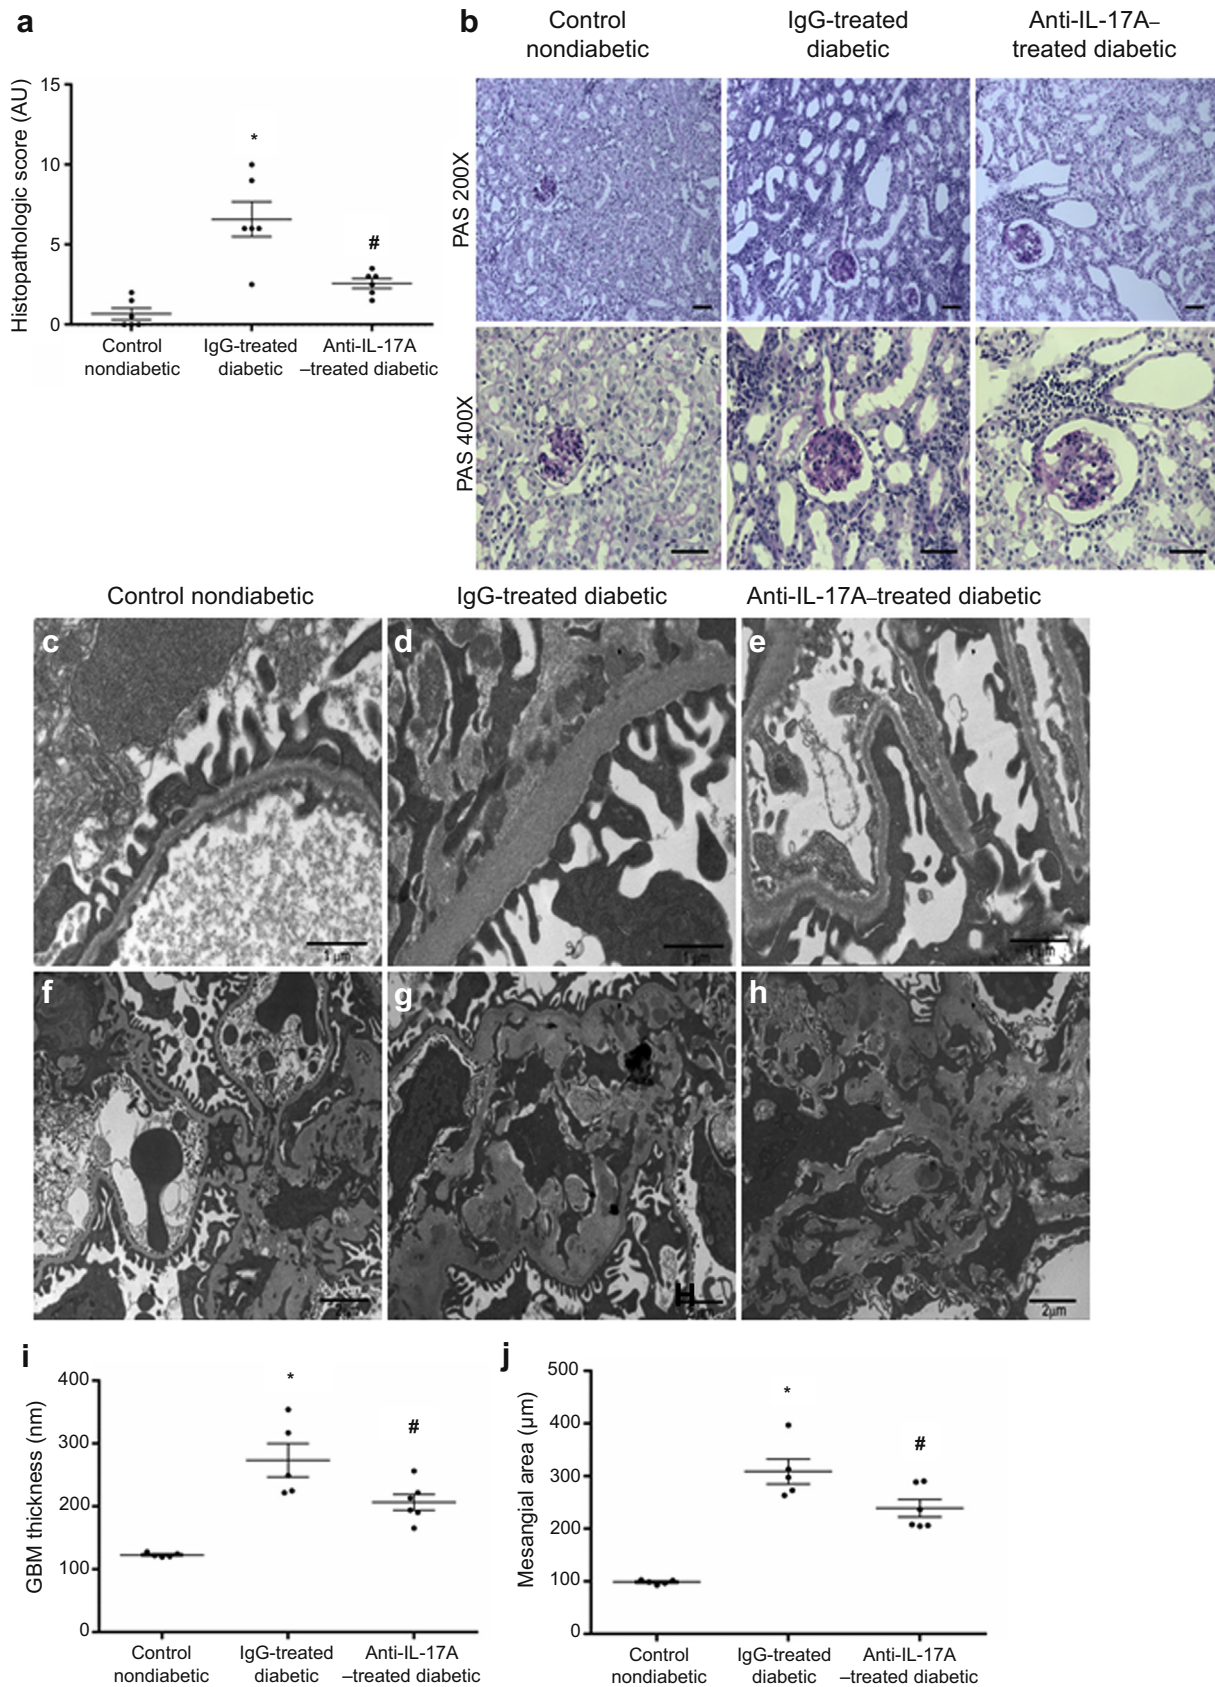 a
Histopathologic score (AU)
15
10
5
0
*
#
Control
nondiabetic
IgG-treated
diabetic
Anti-IL-17A
–treated diabetic
b
Control
nondiabetic
IgG-treated
diabetic
Anti-IL-17A–
treated diabetic
PAS 200X
PAS 400X
Control nondiabetic
IgG-treated diabetic
Anti-IL-17A–treated diabetic
c
1 μm
d
1 μm
e
f
g
H
h
2μm
i
GBM thickness (nm)
400
300
200
100
0
*
#
Control
nondiabetic
IgG-treated
diabetic
Anti-IL-17A
–treated diabetic
j
Mesangial area (μm)
500
400
300
200
100
0
*
#
Control
nondiabetic
IgG-treated
diabetic
Anti-IL-17A
–treated diabetic